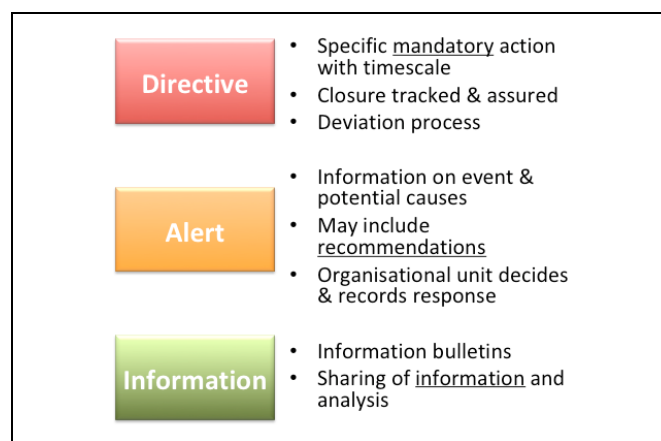 Directive
• Specific mandatory action
with timescale
• Closure tracked & assured
• Deviation process
Alert
• Information on event &
potential causes
• May include
recommendations
• Organisational unit decides
& records response
Information
• Information bulletins
• Sharing of information and
analysis